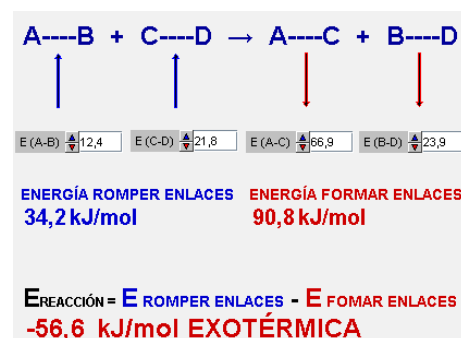 A----B + C----D → A----C + B----D
E (A-B) 12,4 E (C-D) 21,8 E (A-C) 66,9 E (B-D) 23,9
ENERGÍA ROMPER ENLACES ENERGÍA FORMAR ENLACES
34,2 kJ/mol 90,8 kJ/mol
EREACCIÓN = E ROMPER ENLACES - E FOMAR ENLACES
-56,6 kJ/mol EXOTÉRMICA